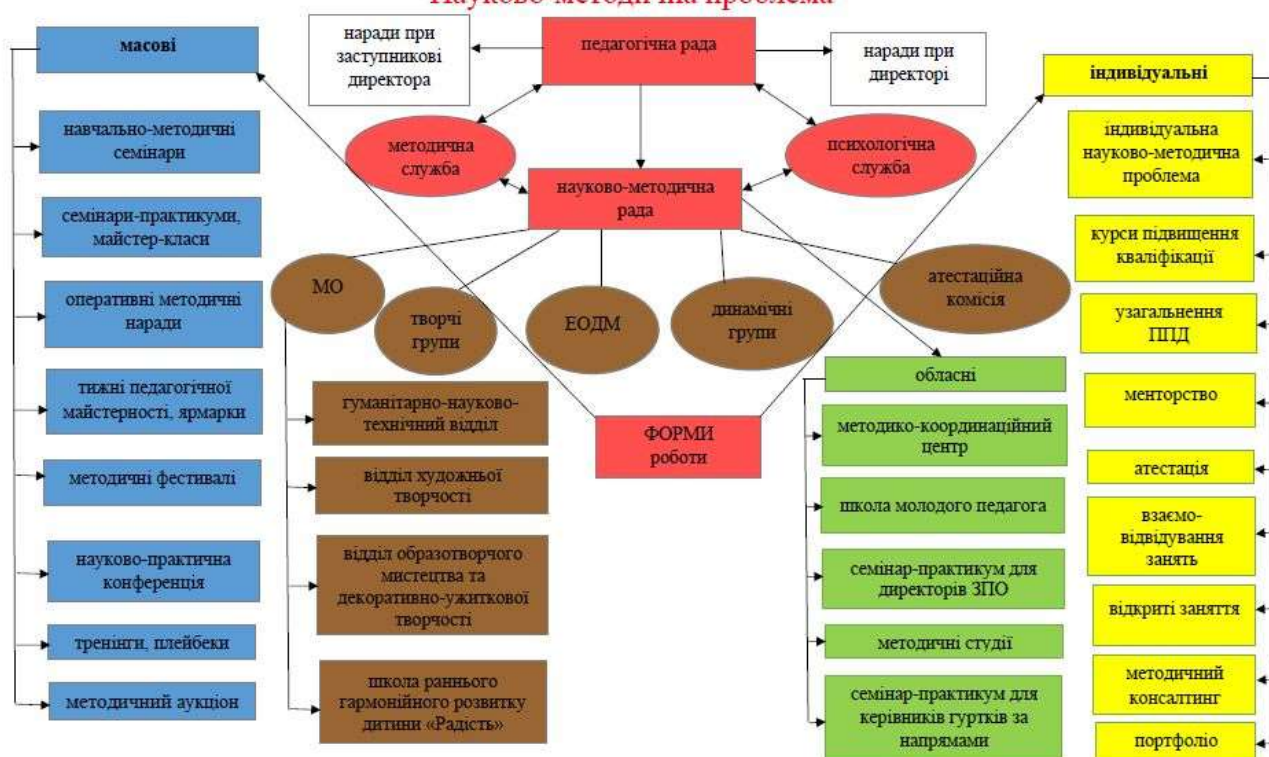 Науково-методична проблема
масові
навчально-методичні
семінари
семінари-практикуми,
майстер-класи
оперативні методичні
наради
тижні педагогічної
майстерності, ярмарки
методичні фестивалі
науково-практична
конференція
тренінги, плейбеки
методичний аукціон
наради при
заступникові
директора
педагогічна рада
наради при
директорі
методична
служба
психологічна
служба
науково-методична
рада
МО
творчі
групи
ЕОДМ
динамічні
групи
атестаційна
комісія
гуманітарно-науково-
технічний відділ
відділ художньої
творчості
відділ образотворчого
мистецтва та
декоративно-ужиткової
творчості
школа раннього
гармонійного розвитку
дитини «Радість»
ФОРМИ
роботи
обласні
методико-координаційний
центр
школа молодого педагога
семінар-практикум для
директорів ЗПО
методичні студії
семінар-практикум для
керівників гуртків за
напрямами
індивідуальні
індивідуальна
науково-методична
проблема
курси підвищення
кваліфікації
узагальнення
ППД
менторство
атестація
взаємо-
відвідування
занять
відкриті заняття
методичний
консалтинг
портфоліо